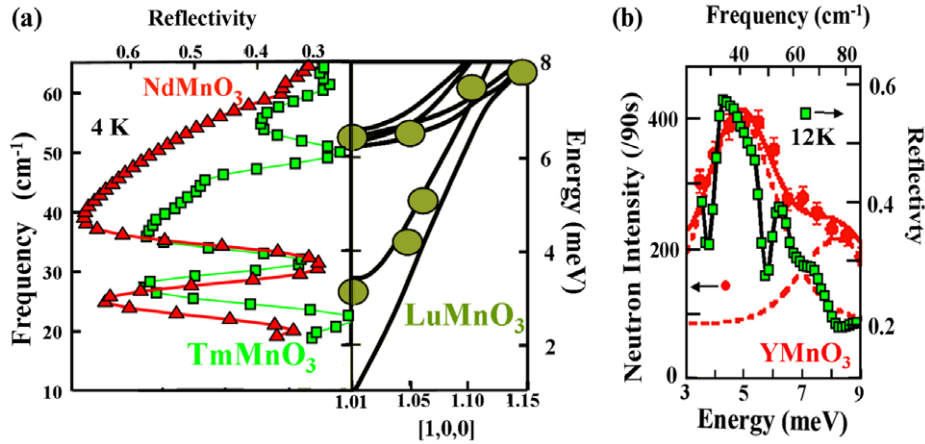 (a)
Reflectivity
0.6 0.5 0.4 0.3
Frequency (cm⁻¹)
60
50
40
30
20
10
NdMnO₃
4 K
TmMnO₃
LuMnO₃
8
6
4
2
Energy (meV)
1.01 1.05 1.10 1.15
[1,0,0]
(b)
Frequency (cm⁻¹)
40 60 80
Neutron Intensity (/90s)
400
300
200
100
0
12K
YMnO₃
0.6
0.4
0.2
Reflectivty
3 5 7 9
Energy (meV)